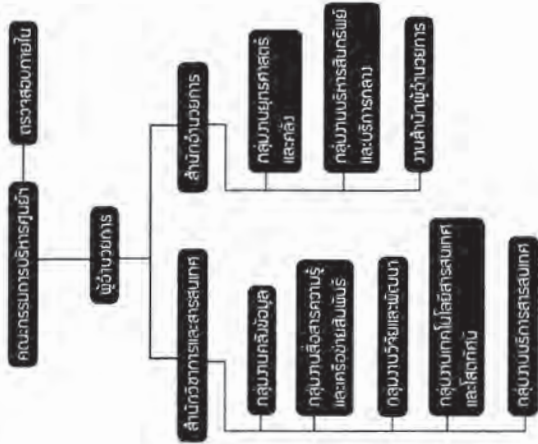 คณะกรรมการบริหารศูนย์ฯ
ตรวจสอบภายใน
ผู้อำนวยการ
สำนักวิชาการและสารสนเทศ
กลุ่มงานคลังข้อมูล
กลุ่มงานสื่อสารความรู้
และเครือข่ายสัมพันธ์
กลุ่มงานวิจัยและพัฒนา
กลุ่มงานเทคโนโลยีสารสนเทศ
และโสตทัศน์
กลุ่มงานบริการสารสนเทศ
สำนักอำนวยการ
กลุ่มงานยุทธศาสตร์
และคลัง
กลุ่มงานบริหารสินทรัพย์
และบริการกลาง
งานสำนักผู้อำนวยการ